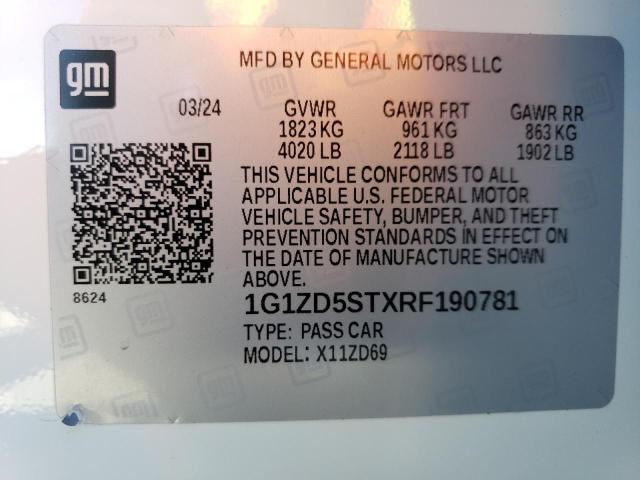 gm
MFD BY GENERAL MOTORS LLC
03/24 GVWR GAWR FRT GAWR RR
1823 KG 961 KG 863 KG
4020 LB 2118 LB 1902 LB
THIS VEHICLE CONFORMS TO ALL
APPLICABLE U.S. FEDERAL MOTOR
VEHICLE SAFETY, BUMPER, AND THEFT
PREVENTION STANDARDS IN EFFECT ON
THE DATE OF MANUFACTURE SHOWN
ABOVE.
8624
1G1ZD5STXRF190781
TYPE: PASS CAR
MODEL: X11ZD69